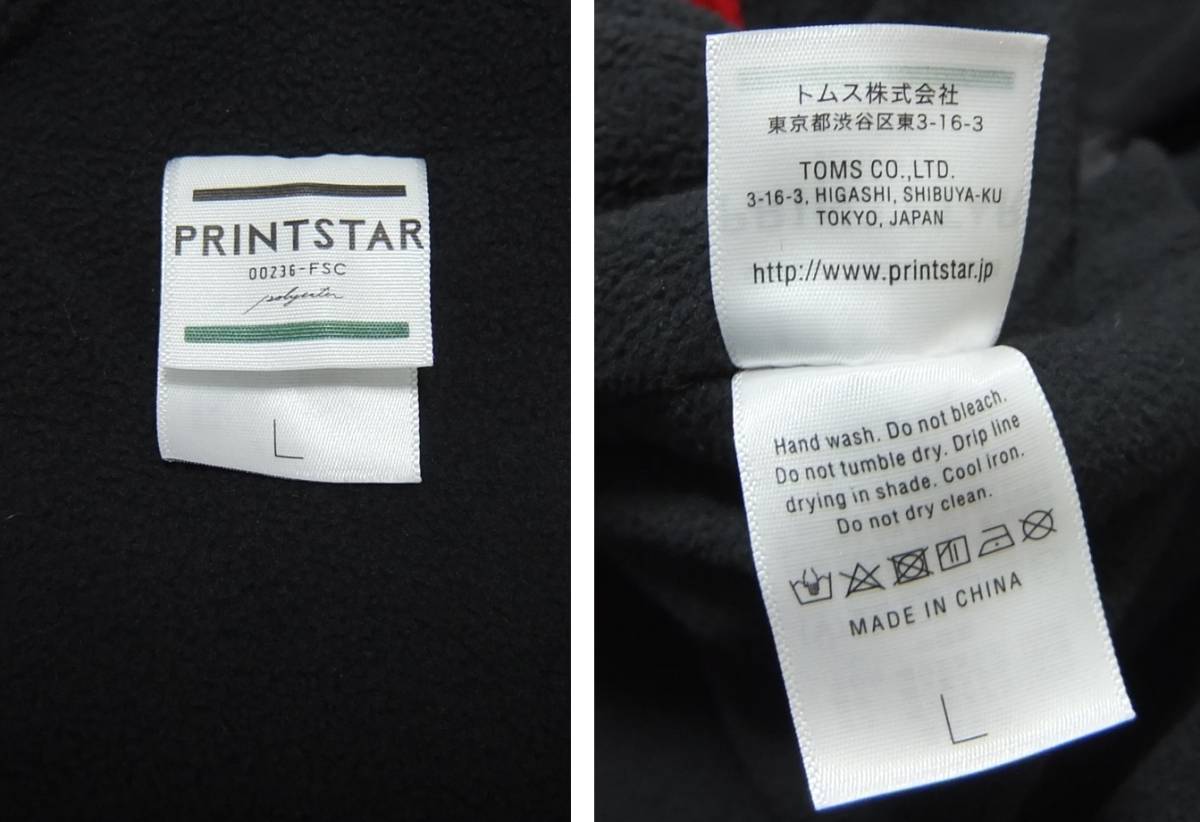 PRINTSTAR
00236-FSC
polyester
L
トムス株式会社
東京都渋谷区東3-16-3
TOMS CO.,LTD.
3-16-3, HIGASHI, SHIBUYA-KU
TOKYO, JAPAN
http://www.printstar.jp
Hand wash. Do not bleach.
Do not tumble dry. Drip line
drying in shade. Cool iron.
Do not dry clean.
MADE IN CHINA
L